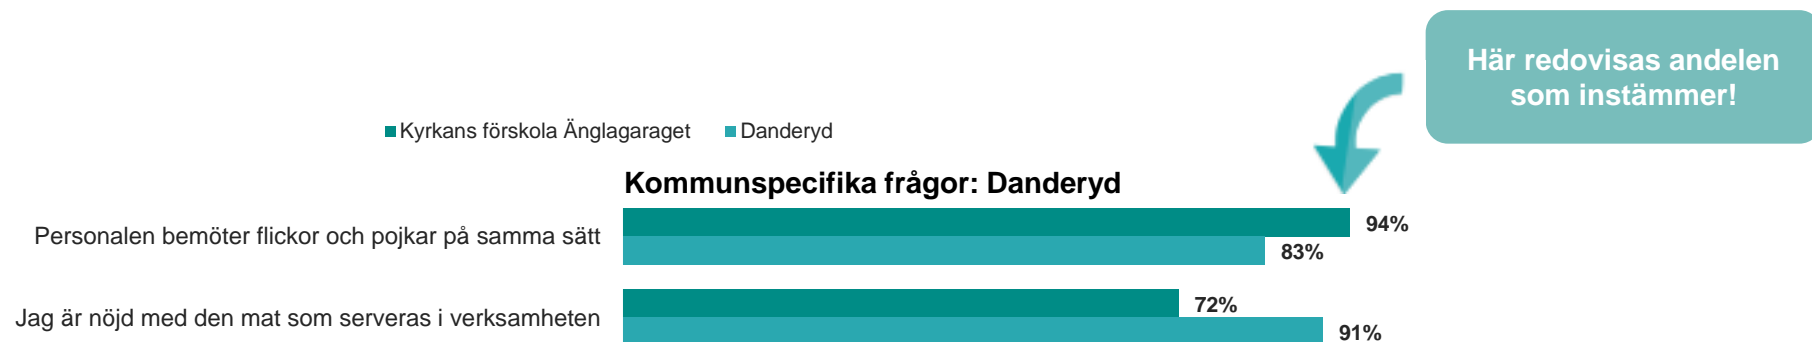 Här redovisas andelen
som instämmer!
Kyrkans förskola Änglagaraget Danderyd
Kommunspecifika frågor: Danderyd
Personalen bemöter flickor och pojkar på samma sätt
94%
83%
Jag är nöjd med den mat som serveras i verksamheten
72%
91%